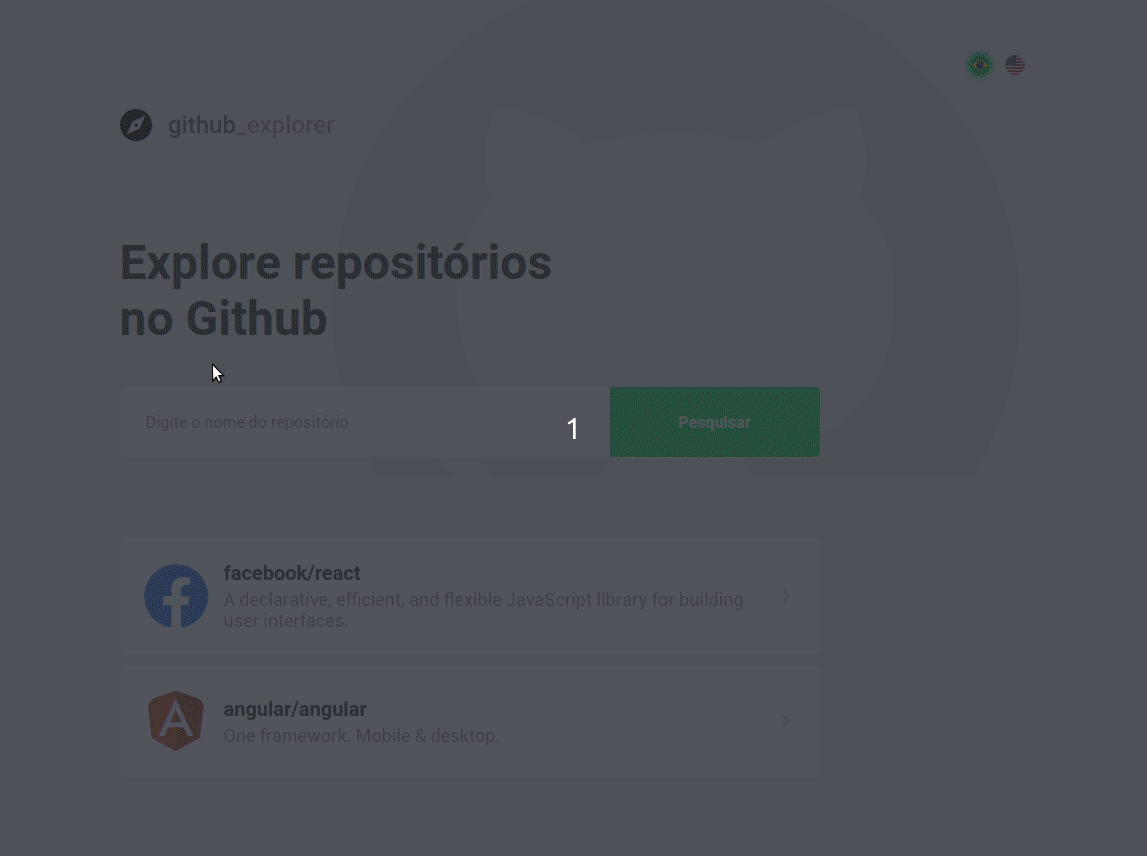 github_explorer
Explore repositórios
no Github
Digite o nome do repositório
1
Pesquisar
facebook/react
A declarative, efficient, and flexible JavaScript library for building
user interfaces.
angular/angular
One framework. Mobile & desktop.